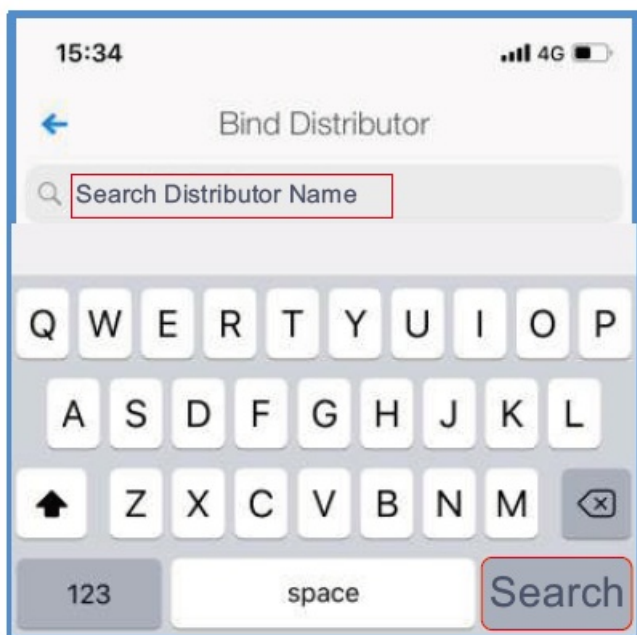 15:34 4G
Bind Distributor
Search Distributor Name
Q W E R T Y U I O P
A S D F G H J K L
Z X C V B N M
123 space Search